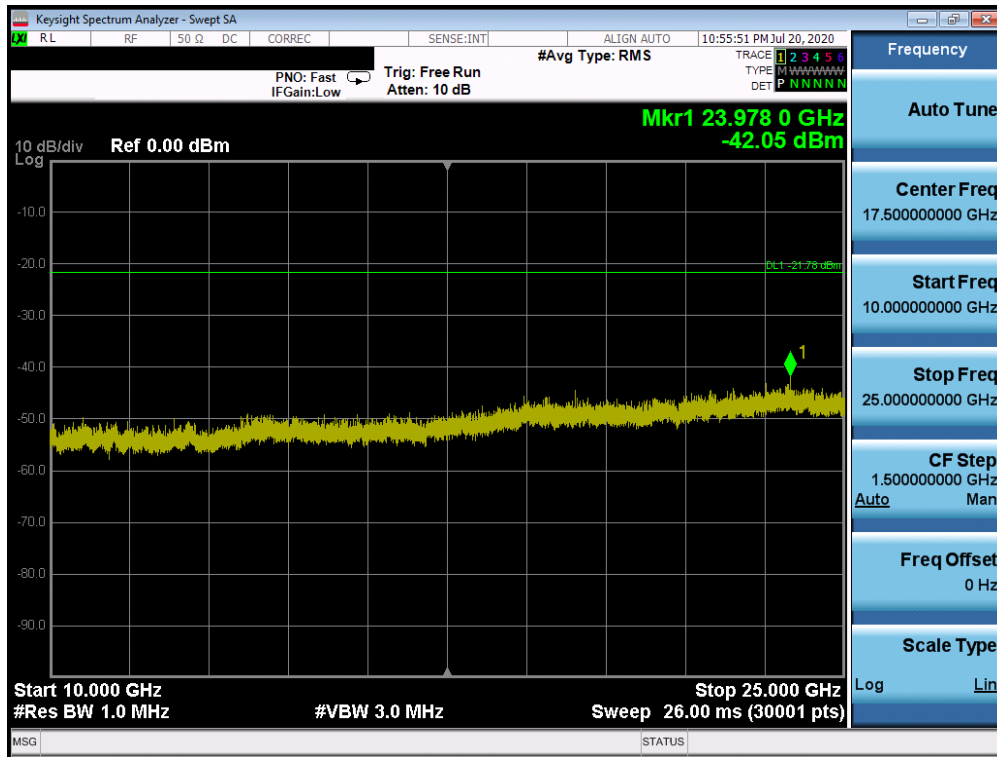 Keysight Spectrum Analyzer - Swept SA
LXI RL RF 50 Ω DC CORREC SENSE:INT ALIGN AUTO 10:55:51 PM Jul 20, 2020
Frequency
#Avg Type: RMS
TRACE 1 2 3 4 5 6
PNO: Fast Trig: Free Run
TYPE M WWWWW
IFGain:Low Atten: 10 dB
DET P N N N N N
Auto Tune
Mkr1 23.978 0 GHz
-42.05 dBm
10 dB/div Ref 0.00 dBm
Log
-10.0
-20.0
-30.0
-40.0
-50.0
-60.0
-70.0
-80.0
-90.0
DL1 -21.78 dBm
1
Center Freq
17.500000000 GHz
Start Freq
10.000000000 GHz
Stop Freq
25.000000000 GHz
CF Step
1.500000000 GHz
Auto Man
Freq Offset
0 Hz
Scale Type
Log Lin
Start 10.000 GHz Stop 25.000 GHz
#Res BW 1.0 MHz #VBW 3.0 MHz Sweep 26.00 ms (30001 pts)
MSG STATUS